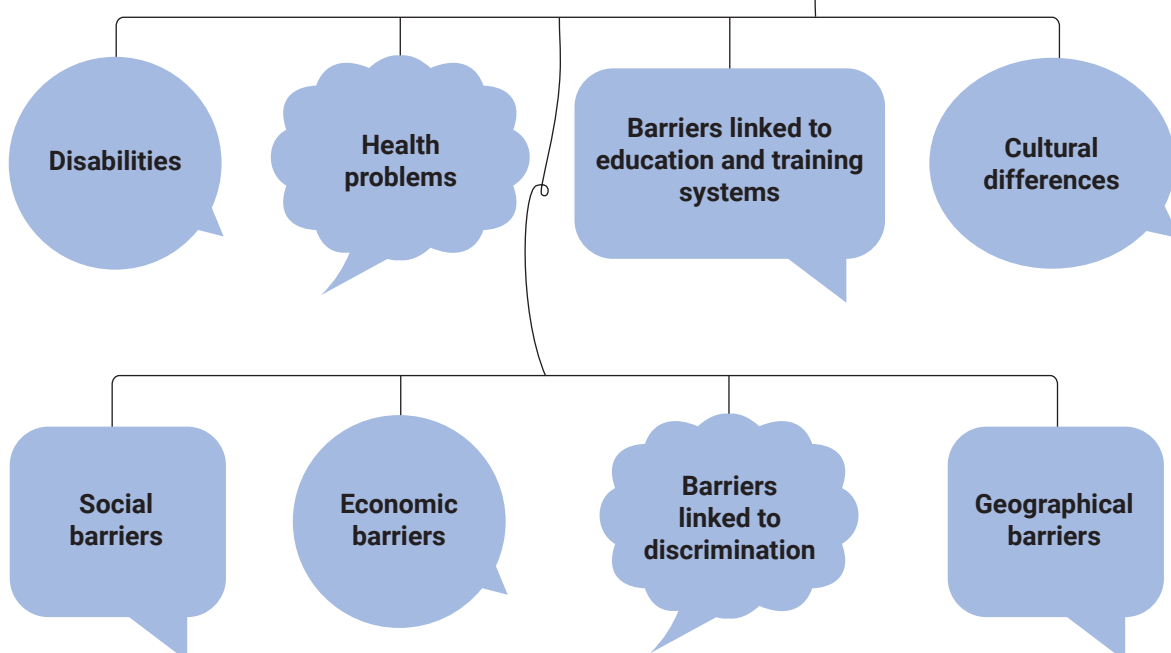 Disabilities
Health
problems
Barriers linked to
education and training
systems
Cultural
differences
Social
barriers
Economic
barriers
Barriers
linked to
discrimination
Geographical
barriers